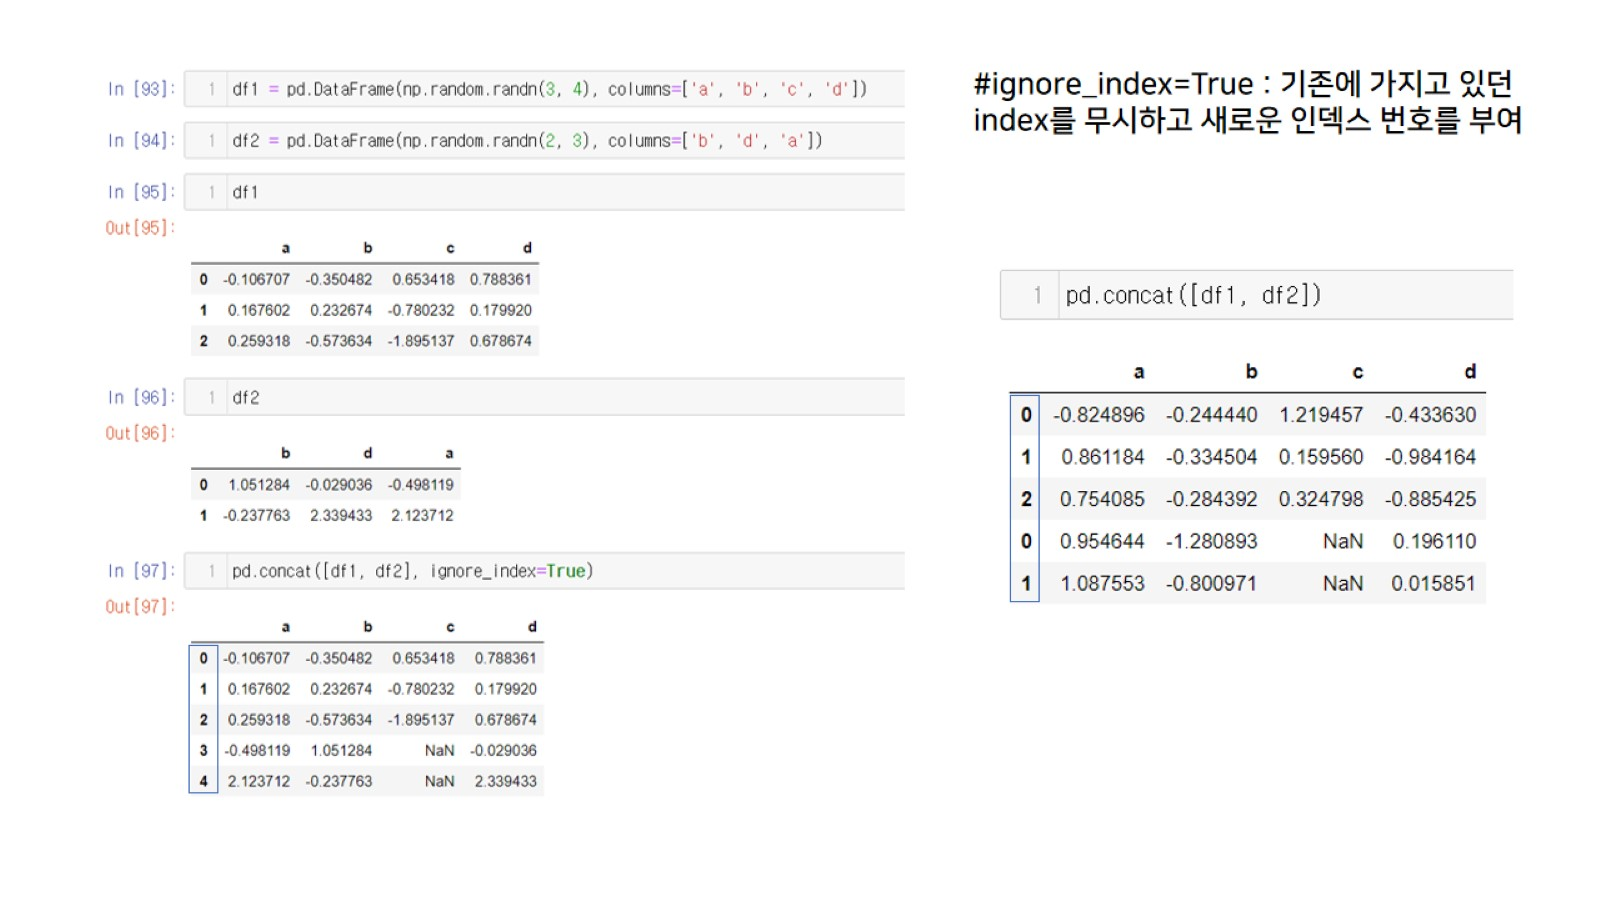 In [93]: 1 df1 = pd.DataFrame(np.random.randn(3, 4), columns=['a', 'b', 'c', 'd'])
In [94]: 1 df2 = pd.DataFrame(np.random.randn(2, 3), columns=['b', 'd', 'a'])
In [95]: 1 df1
Out[95]:
a b c d
0 -0.106707 -0.350482 0.653418 0.788361
1 0.167602 0.232674 -0.780232 0.179920
2 0.259318 -0.573634 -1.895137 0.678674
In [96]: 1 df2
Out[96]:
b d a
0 1.051284 -0.029036 -0.498119
1 -0.237763 2.339433 2.123712
In [97]: 1 pd.concat([df1, df2], ignore_index=True)
Out[97]:
a b c d
0 -0.106707 -0.350482 0.653418 0.788361
1 0.167602 0.232674 -0.780232 0.179920
2 0.259318 -0.573634 -1.895137 0.678674
3 -0.498119 1.051284 NaN -0.029036
4 2.123712 -0.237763 NaN 2.339433
#ignore_index=True : 기존에 가지고 있던
index를 무시하고 새로운 인덱스 번호를 부여
1 pd.concat([df1, df2])
a b c d
0 -0.824896 -0.244440 1.219457 -0.433630
1 0.861184 -0.334504 0.159560 -0.984164
2 0.754085 -0.284392 0.324798 -0.885425
0 0.954644 -1.280893 NaN 0.196110
1 1.087553 -0.800971 NaN 0.015851